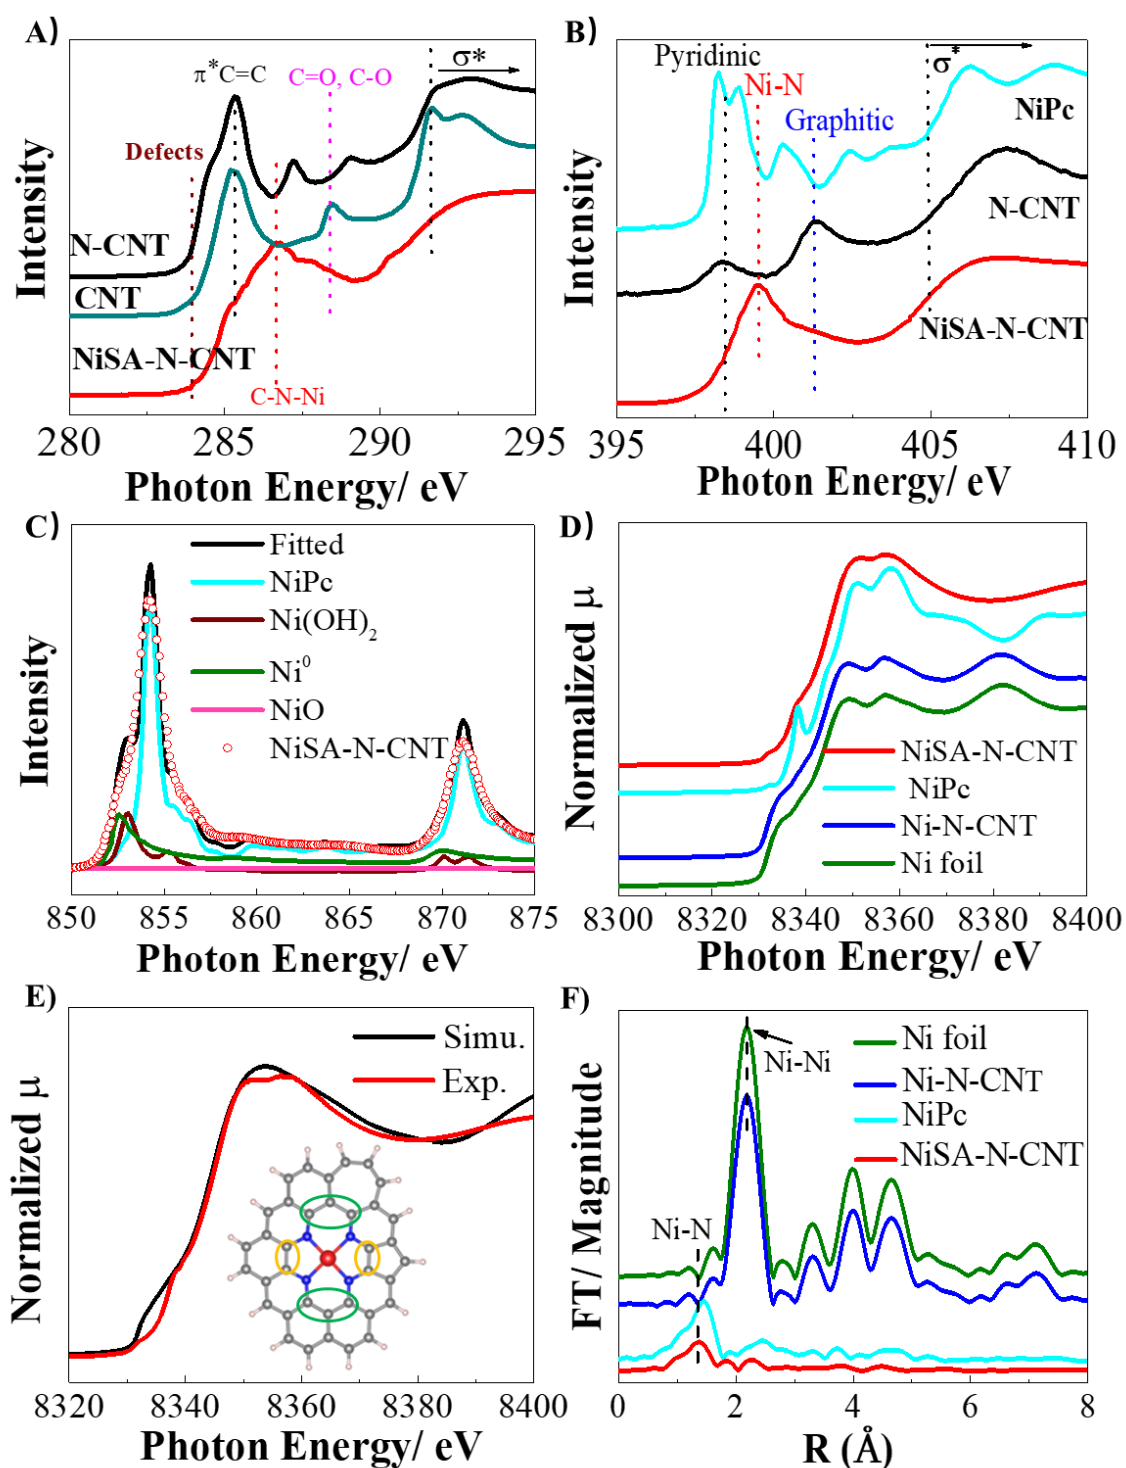 A)
π*C=C
C=O, C-O
σ*
Defects
N-CNT
CNT
NiSA-N-CNT
C-N-Ni
Intensity
280 285 290 295
Photon Energy/ eV
B)
Pyridinic
σ*
Ni-N
NiPc
Graphitic
N-CNT
NiSA-N-CNT
Intensity
395 400 405 410
Photon Energy/ eV
C)
Fitted
NiPc
Ni(OH)₂
Ni⁰
NiO
NiSA-N-CNT
Intensity
850 855 860 865 870 875
Photon Energy/ eV
D)
NiSA-N-CNT
NiPc
Ni-N-CNT
Ni foil
Normalized μ
8300 8320 8340 8360 8380 8400
Photon Energy/ eV
E)
Simu.
Exp.
Normalized μ
8320 8340 8360 8380 8400
Photon Energy/ eV
F)
Ni foil
Ni-Ni
Ni-N-CNT
NiPc
NiSA-N-CNT
Ni-N
FT/ Magnitude
0 2 4 6 8
R (Å)